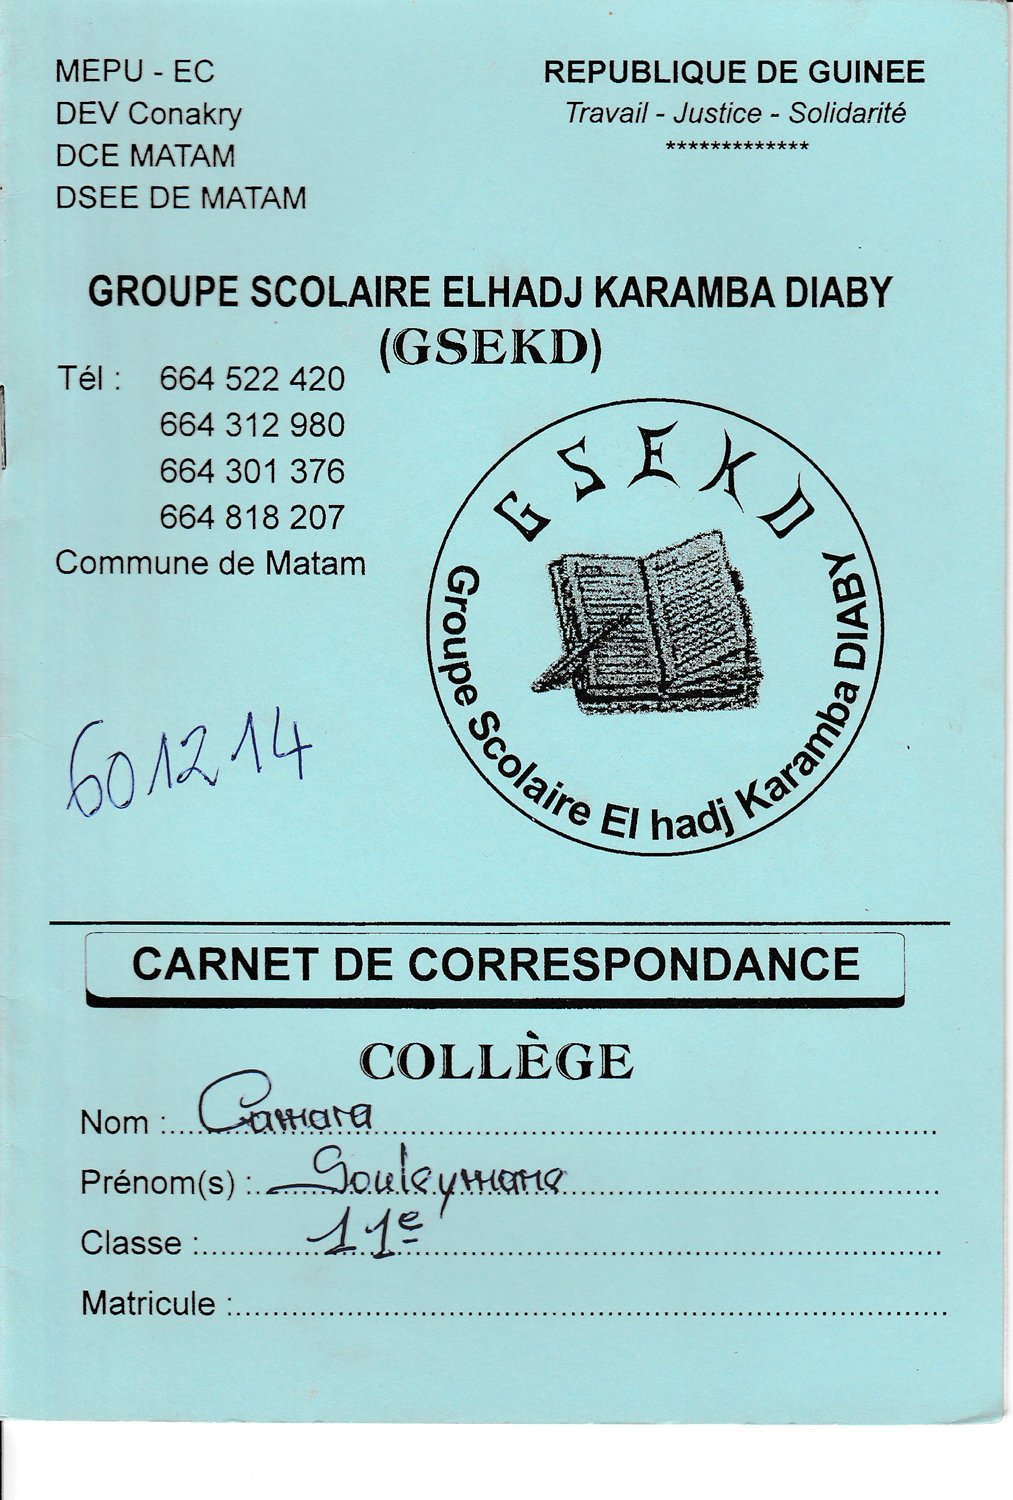 MEPU - EC
DEV Conakry
DCE MATAM
DSEE DE MATAM
REPUBLIQUE DE GUINEE
Travail - Justice - Solidarité
*************
GROUPE SCOLAIRE ELHADJ KARAMBA DIABY
(GSEKD)
Tél : 664 522 420
664 312 980
664 301 376
664 818 207
Commune de Matam
GSEKD
Groupe Scolaire El hadj Karamba DIABY
601214
CARNET DE CORRESPONDANCE
COLLÈGE
Nom : Camara
Prénom(s) : Souleymane
Classe : 11e
Matricule :